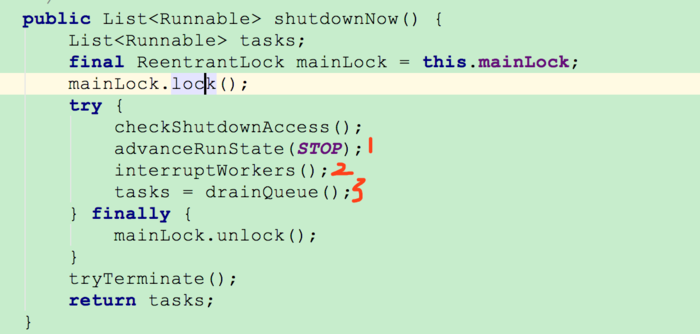 public List<Runnable> shutdownNow() {
List<Runnable> tasks;
final ReentrantLock mainLock = this.mainLock;
mainLock.lock();
try {
checkShutdownAccess();
advanceRunState(STOP); 1
interruptWorkers(); 2
tasks = drainQueue(); 3
} finally {
mainLock.unlock();
}
tryTerminate();
return tasks;
}